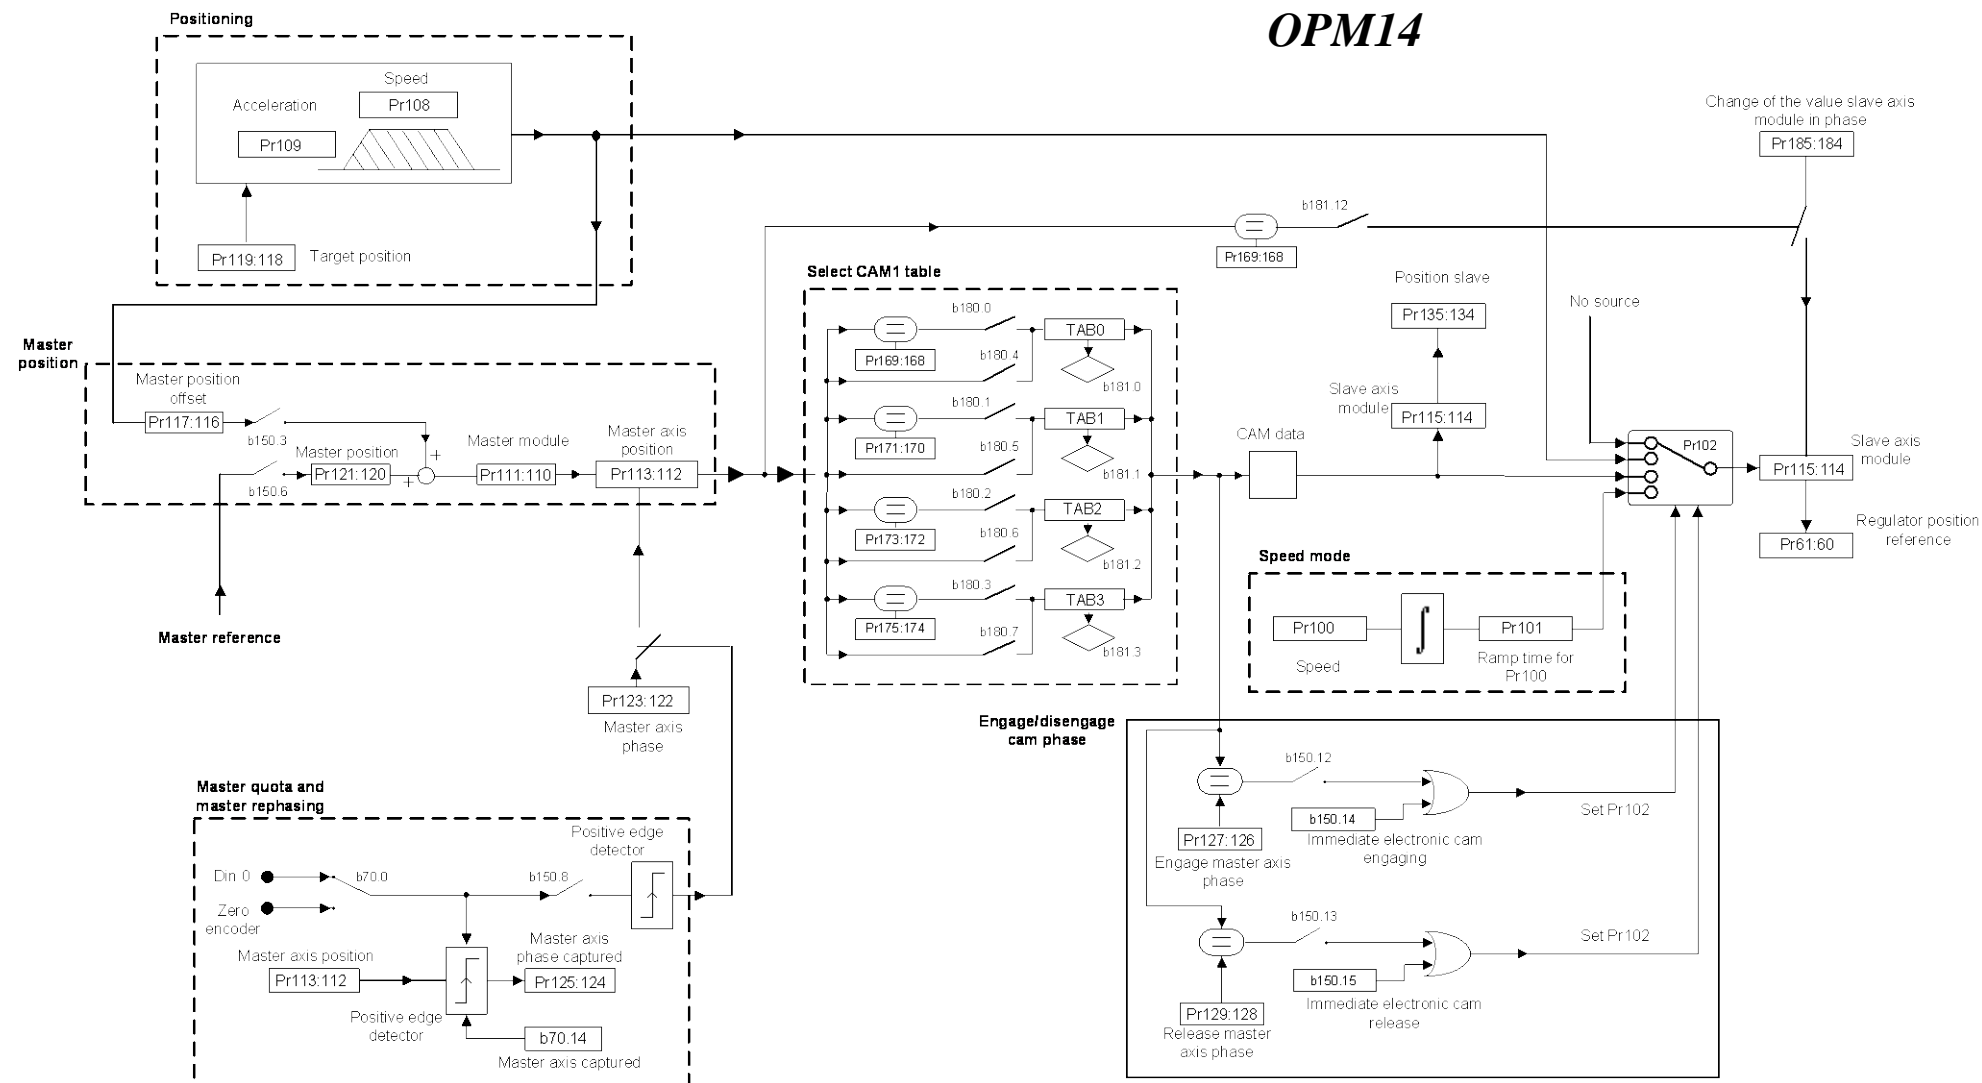 OPM14
Positioning
Speed
Acceleration
Pr108
Pr109
Pr119:118
Target position
Change of the value slave axis
module in phase
Pr185:184
b181.12
Pr169:168
Select CAM1 table
b180.0
TAB0
Pr169:168
b180.4
b181.0
b180.1
TAB1
Pr171:170
b180.5
b181.1
b180.2
TAB2
Pr173:172
b180.6
b181.2
b180.3
TAB3
Pr175:174
b180.7
b181.3
Position slave
Pr135:134
No source
Slave axis
module
Pr115:114
CAM data
Pr102
Slave axis
module
Pr115:114
Regulator position
reference
Pr61:60
Master
position
Master position
offset
Pr117:116
b150.3
Master position
Pr121:120
b150.6
+
+
Master module
Pr111:110
Master axis
position
Pr113:112
Master reference
Pr123:122
Master axis
phase
Speed mode
Pr100
∫
Pr101
Speed
Ramp time for
Pr100
Engage/disengage
cam phase
b150.12
b150.14
Immediate electronic cam
engaging
Set Pr102
Pr127:126
Engage master axis
phase
b150.13
b150.15
Immediate electronic cam
release
Set Pr102
Pr129:128
Release master
axis phase
Master quota and
master rephasing
Positive edge
detector
Din 0
b70.0
b150.8
Zero
encoder
Master axis position
Pr113:112
Master axis
phase captured
Pr125:124
Positive edge
detector
b70.14
Master axis captured